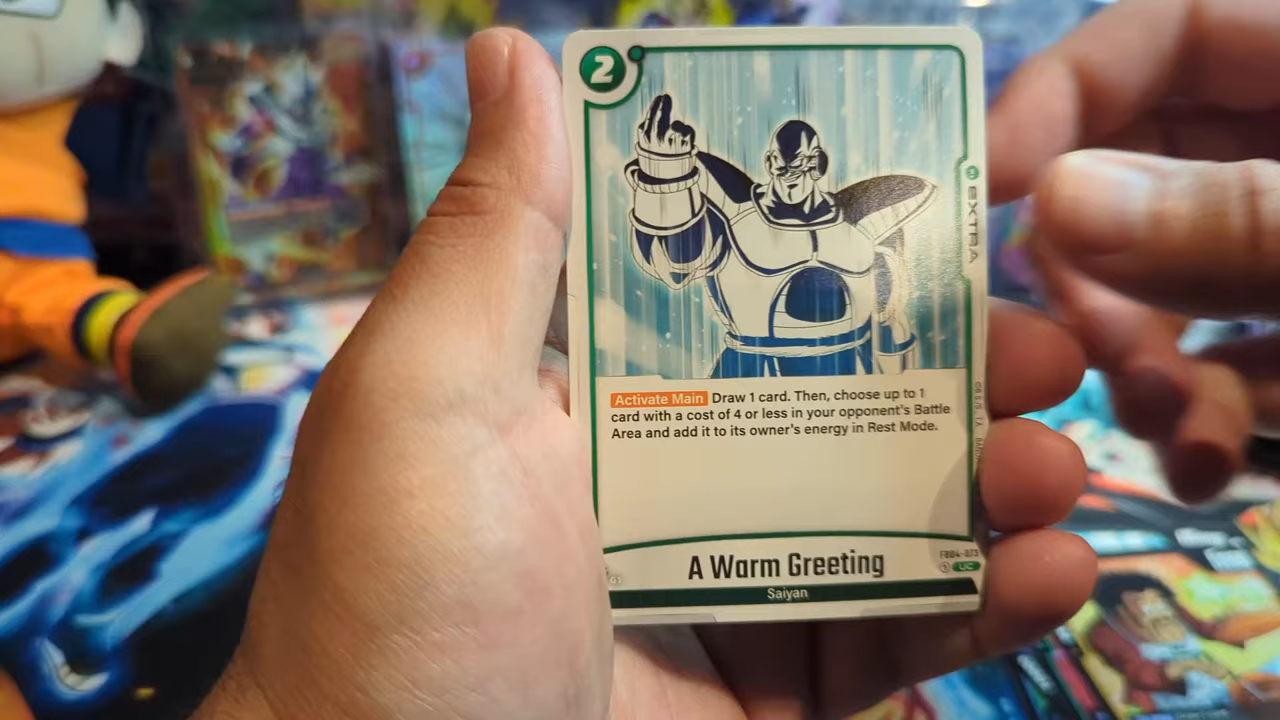 2
EXTRA
Activate Main Draw 1 card. Then, choose up to 1
card with a cost of 4 or less in your opponent's Battle
Area and add it to its owner's energy in Rest Mode.
A Warm Greeting
FB04-073
UC
Saiyan